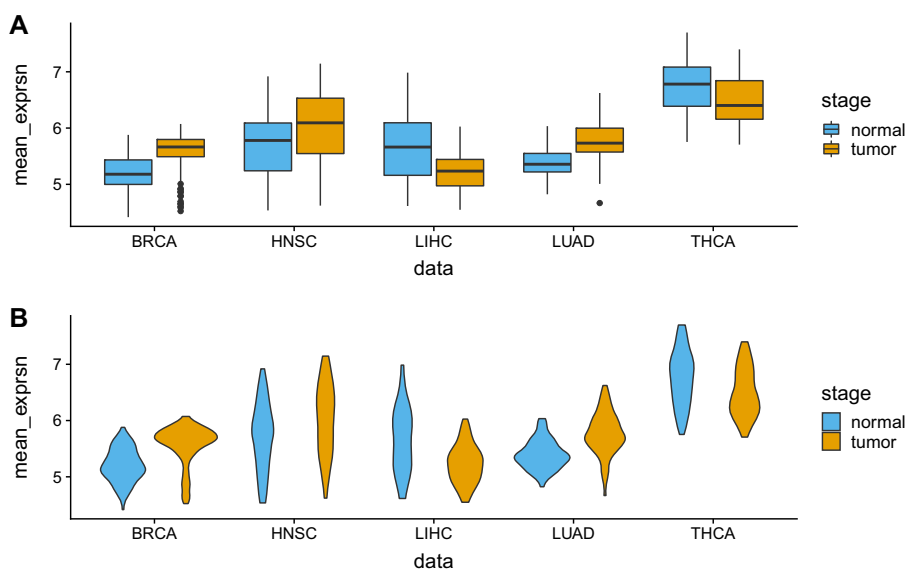 A
mean_exprsn
7
6
5
BRCA HNSC LIHC LUAD THCA
data
stage
normal
tumor
B
mean_exprsn
7
6
5
BRCA HNSC LIHC LUAD THCA
data
stage
normal
tumor